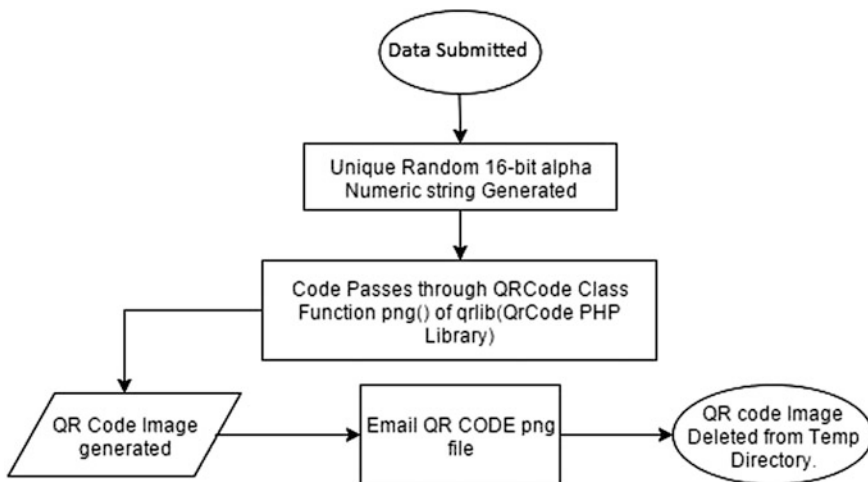 Data Submitted
Unique Random 16-bit alpha
Numeric string Generated
Code Passes through QRCode Class
Function png() of qrlib(QrCode PHP
Library)
QR Code Image
generated
Email QR CODE png
file
QR code Image
Deleted from Temp
Directory.